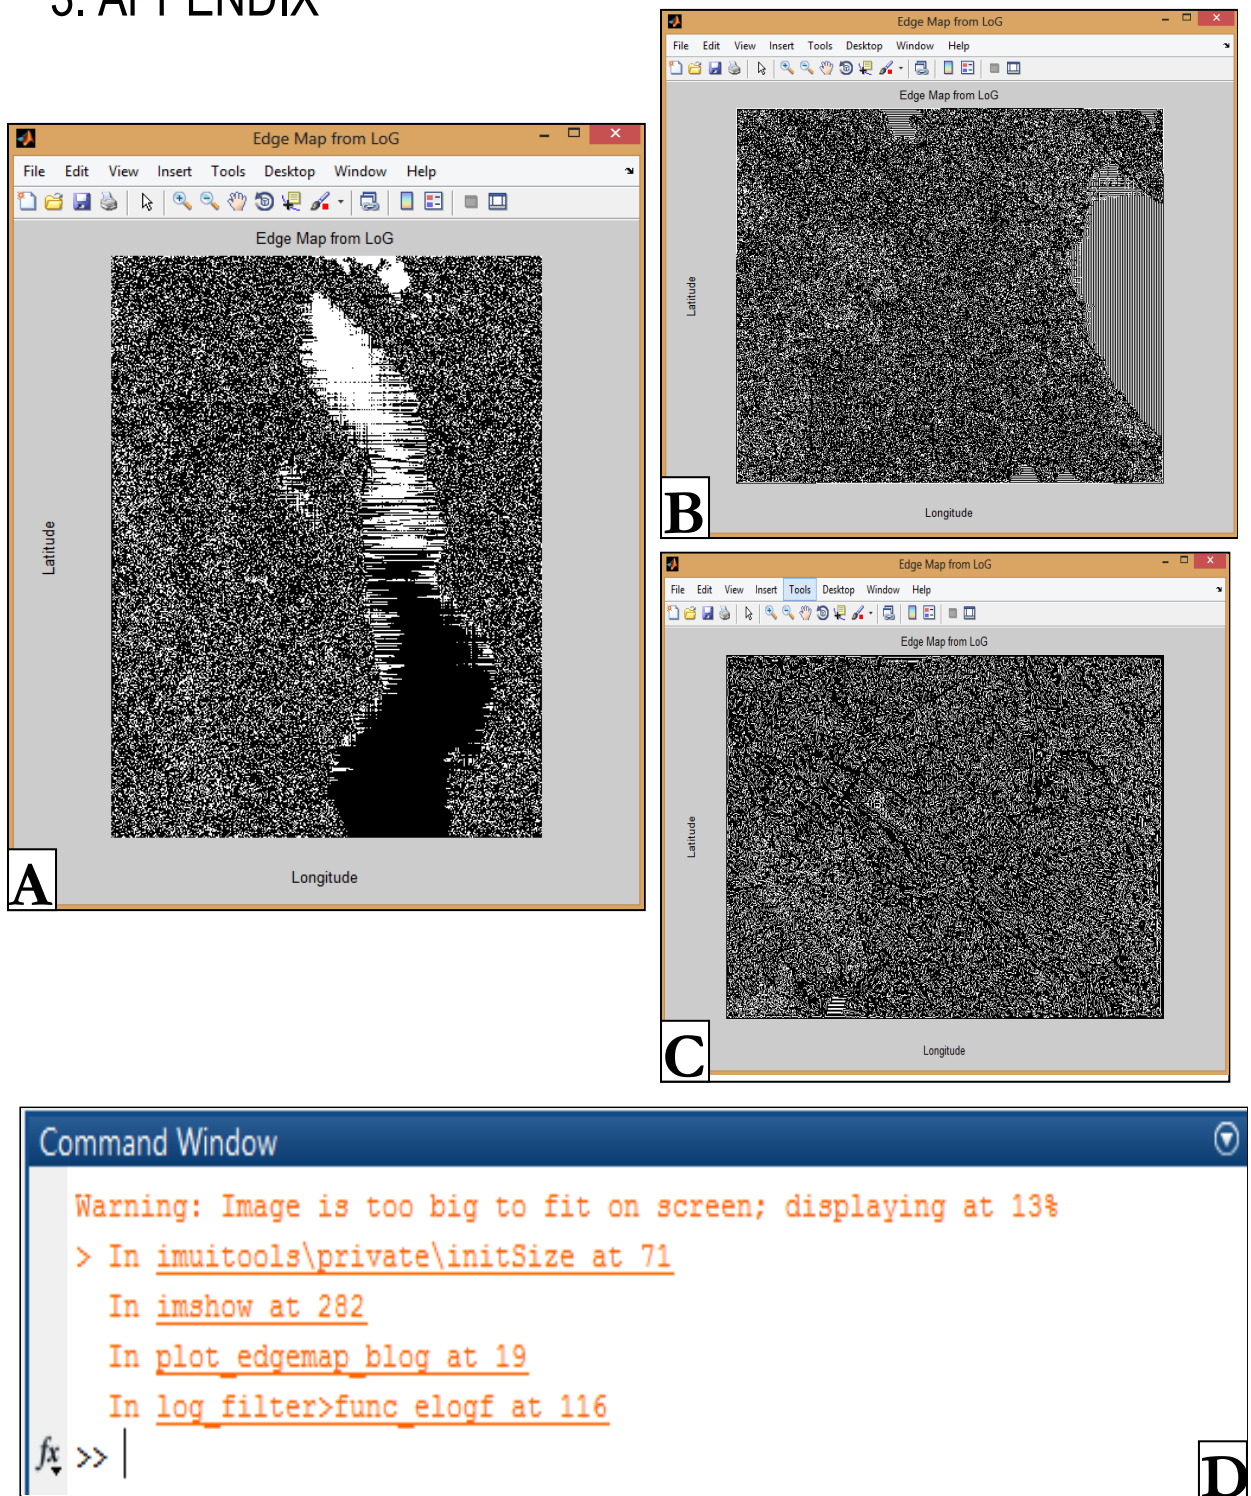 5. APPENDIX
Edge Map from LoG
File Edit View Insert Tools Desktop Window Help
Edge Map from LoG
Latitude
Longitude
A
Edge Map from LoG
File Edit View Insert Tools Desktop Window Help
Edge Map from LoG
Latitude
Longitude
B
Edge Map from LoG
File Edit View Insert Tools Desktop Window Help
Edge Map from LoG
Latitude
Longitude
C
Command Window
Warning: Image is too big to fit on screen; displaying at 13%
> In imuitools\private\initSize at 71
In imshow at 282
In plot_edgemap_blog at 19
In log_filter>func_elogf at 116
fx >>
D